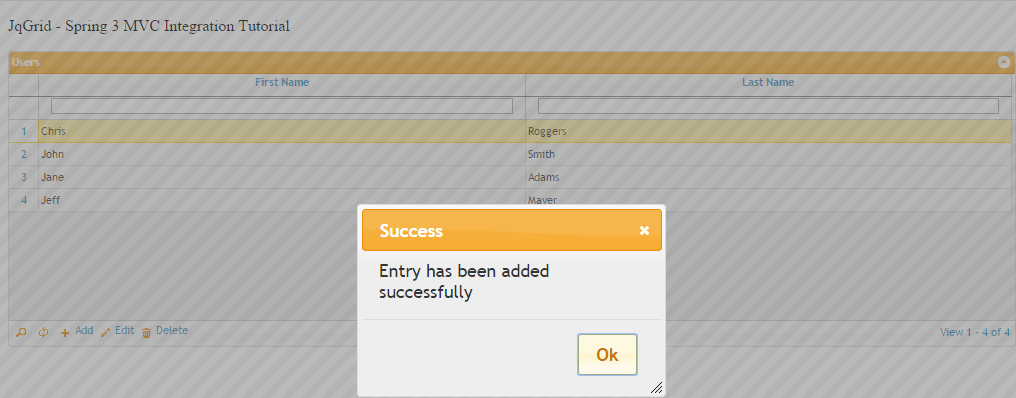 JqGrid - Spring 3 MVC Integration Tutorial
Users
First Name Last Name
1 Chris Roggers
2 John Smith
3 Jane Adams
4 Jeff Mayer
Success
Entry has been added
successfully
Ok
Add Edit Delete View 1 - 4 of 4